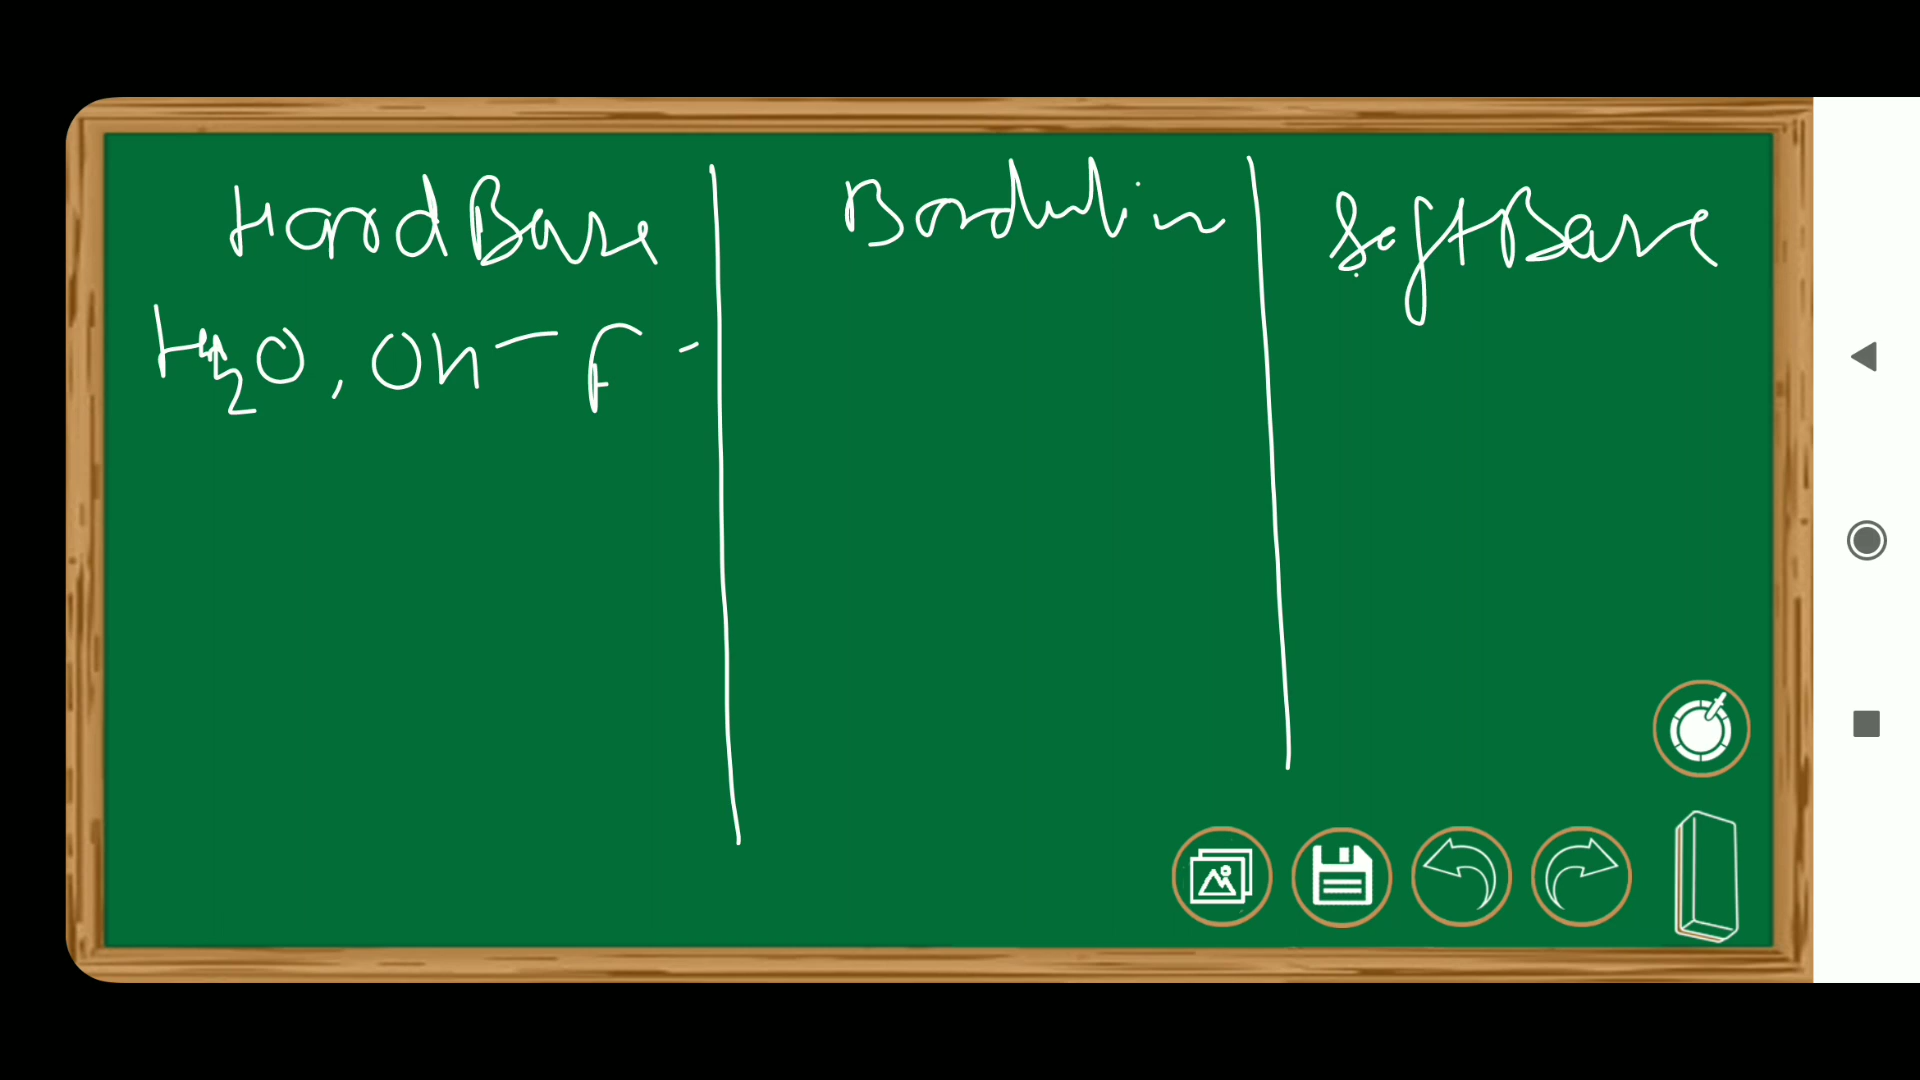 Hard Base
Borderline
Soft Base
H2O, OH⁻ F⁻